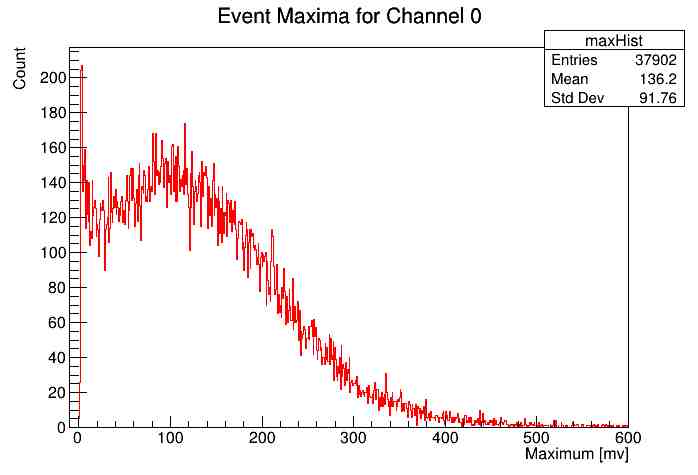 Event Maxima for Channel 0
maxHist
Entries 37902
Mean 136.2
Std Dev 91.76
Count
200
180
160
140
120
100
80
60
40
20
0
0 100 200 300 400 500 600
Maximum [mv]